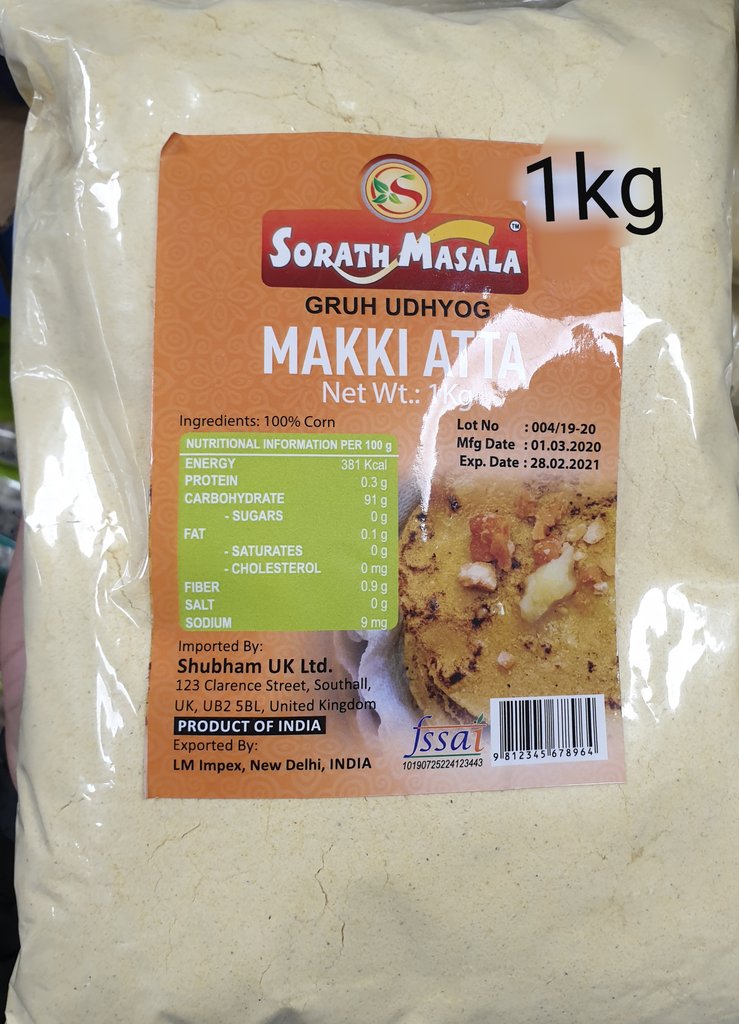 1kg
S
SORATH MASALA
TM
GRUH UDHYOG
MAKKI ATTA
Net Wt.: 1Kg
Ingredients: 100% Corn
NUTRITIONAL INFORMATION PER 100 g
ENERGY 381 Kcal
PROTEIN 0.3 g
CARBOHYDRATE 91 g
- SUGARS 0 g
FAT 0.1 g
- SATURATES 0 g
- CHOLESTEROL 0 mg
FIBER 0.9 g
SALT 0 g
SODIUM 9 mg
Lot No : 004/19-20
Mfg Date : 01.03.2020
Exp. Date : 28.02.2021
Imported By:
Shubham UK Ltd.
123 Clarence Street, Southall,
UK, UB2 5BL, United Kingdom
PRODUCT OF INDIA
Exported By:
LM Impex, New Delhi, INDIA
fssai
10190725224123443
9 812345 678964